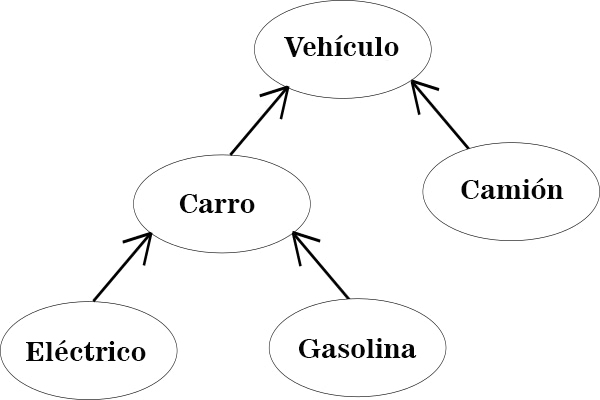 Vehículo
Camión
Carro
Eléctrico
Gasolina